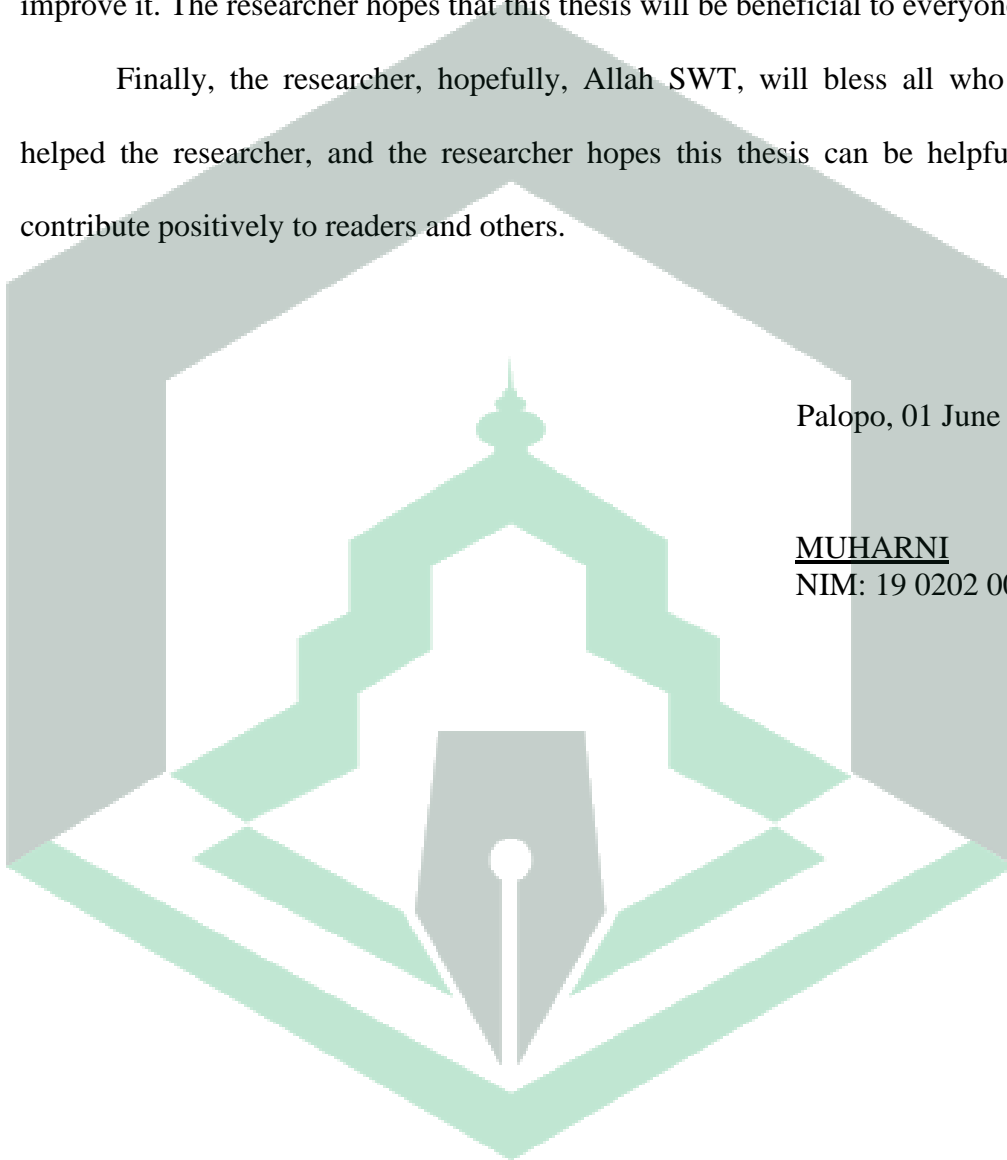 improve it. The researcher hopes that this thesis will be beneficial to everyone
Finally, the researcher, hopefully, Allah SWT, will bless all who
helped the researcher, and the researcher hopes this thesis can be helpfu
contribute positively to readers and others.
Palopo, 01 June
MUHARNI
NIM: 19 0202 00